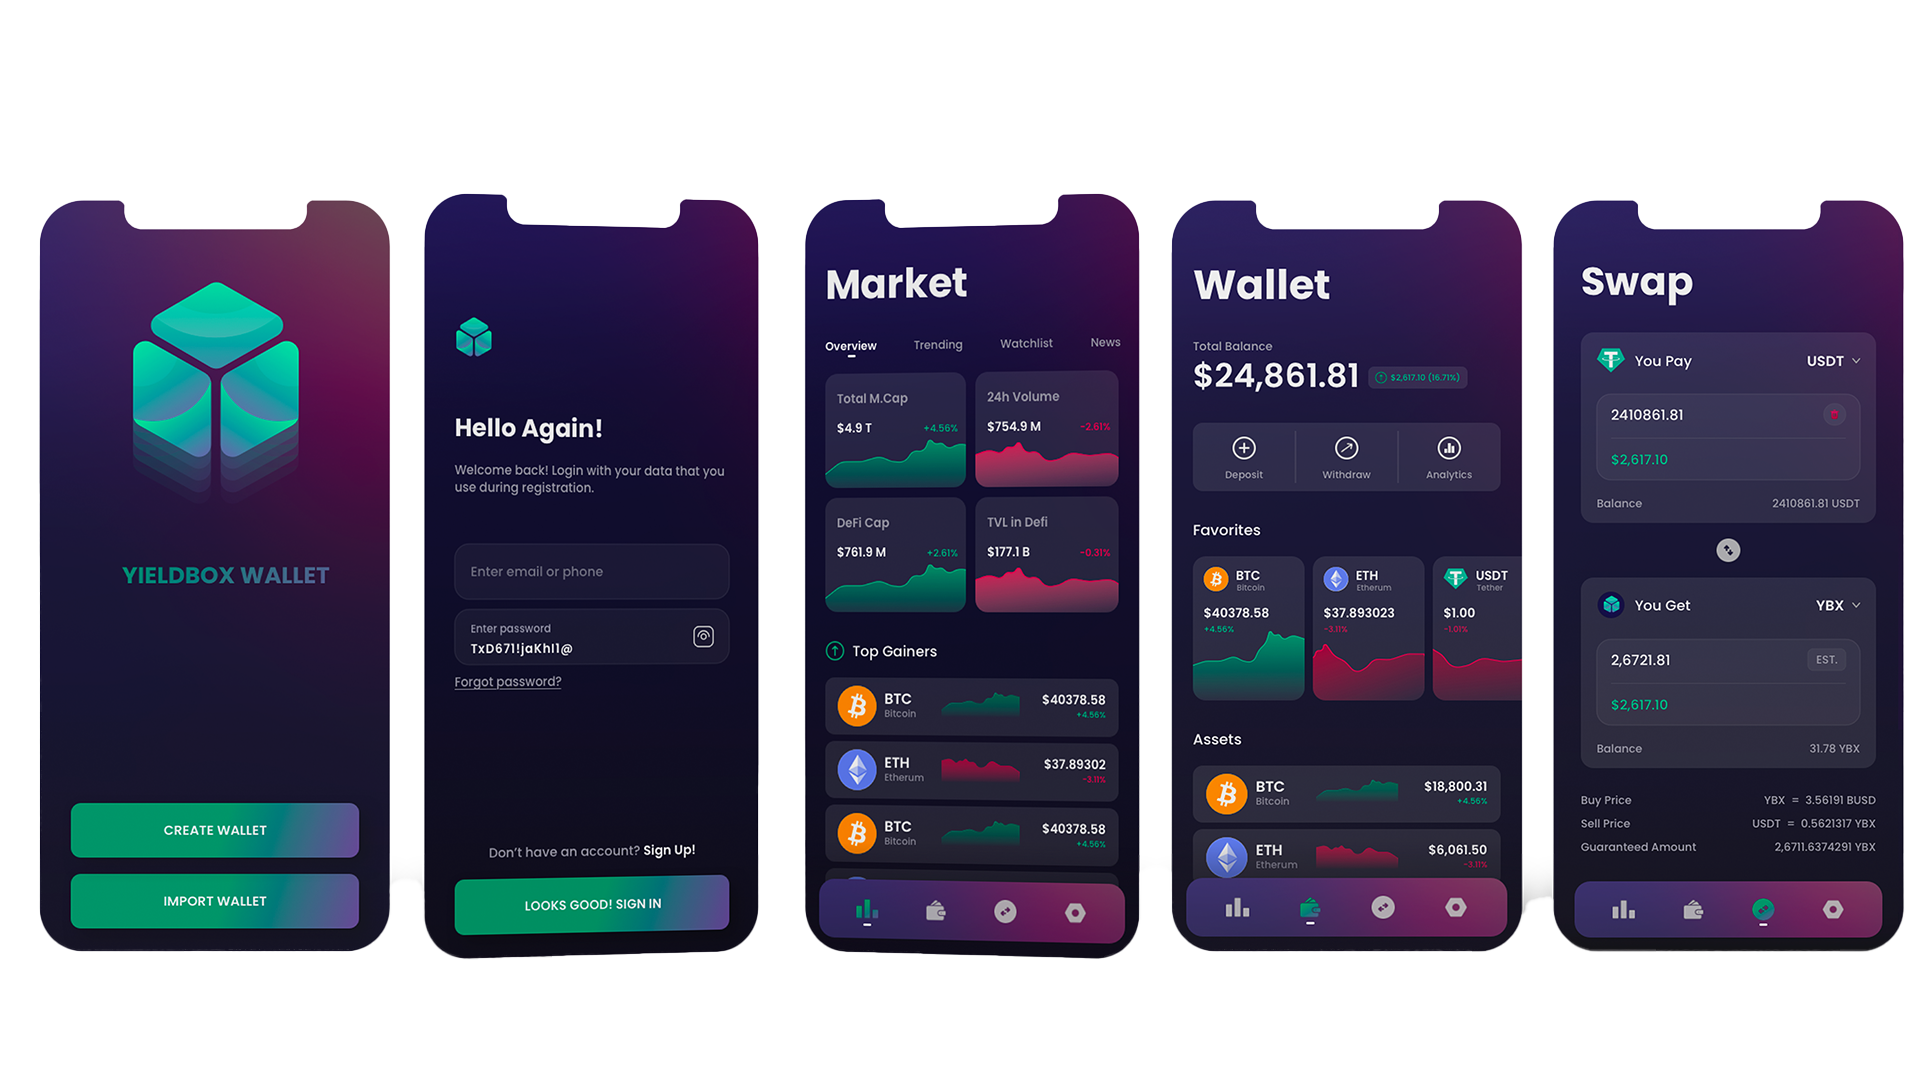 YIELDBOX WALLET
CREATE WALLET
IMPORT WALLET
Hello Again!
Welcome back! Login with your data that you
use during registration.
Enter email or phone
Enter password
TxD671!jaKhI1@
Forgot password?
Don't have an account? Sign Up!
LOOKS GOOD! SIGN IN
Market
Overview Trending Watchlist News
Total M.Cap
$4.9 T +4.56%
24h Volume
$754.9 M -2.61%
DeFi Cap
$761.9 M +2.61%
TVL in Defi
$177.1 B -0.31%
Top Gainers
BTC $40378.58
Bitcoin +4.56%
ETH $37.89302
Etherum -3.11%
BTC $40378.58
Bitcoin +4.56%
Wallet
Total Balance
$24,861.81 $2,617.10 (16.71%)
Deposit Withdraw Analytics
Favorites
BTC
Bitcoin
$40378.58
+4.56%
ETH
Etherum
$37.893023
-3.11%
USDT
Tether
$1.00
-1.01%
Assets
BTC $18,800.31
Bitcoin +4.56%
ETH $6,061.50
Etherum -3.11%
Swap
You Pay USDT
2410861.81
$2,617.10
Balance 2410861.81 USDT
You Get YBX
2,6721.81 EST.
$2,617.10
Balance 31.78 YBX
Buy Price YBX = 3.56191 BUSD
Sell Price USDT = 0.5621317 YBX
Guaranteed Amount 2,6711.6374291 YBX